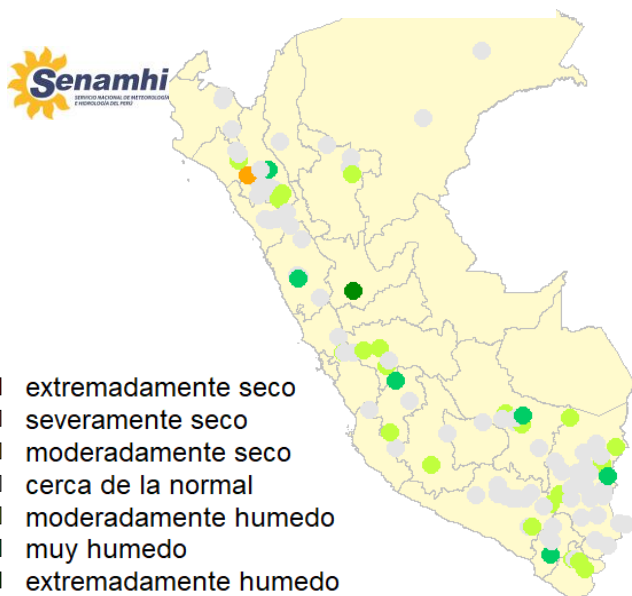 Senamhi
SERVICIO NACIONAL DE METEOROLOGÍA
E HIDROLOGÍA DEL PERÚ
extremadamente seco
severamente seco
moderadamente seco
cerca de la normal
moderadamente humedo
muy humedo
extremadamente humedo